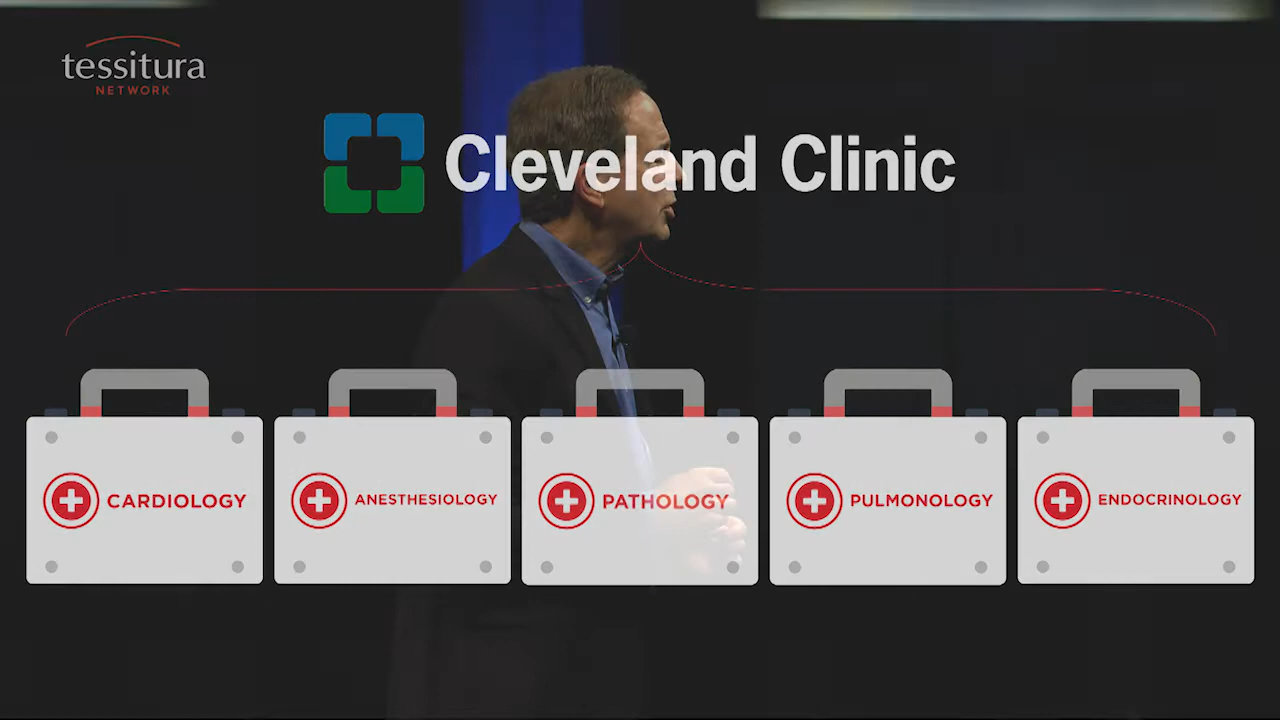 tessitura
NETWORK
Cleveland Clinic
CARDIOLOGY
ANESTHESIOLOGY
PATHOLOGY
PULMONOLOGY
ENDOCRINOLOGY